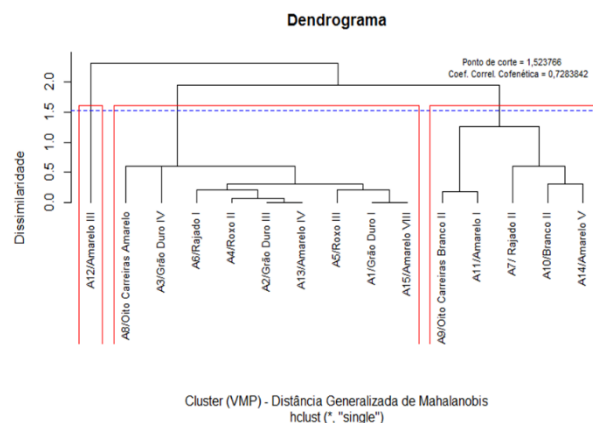 Dendrograma
Ponto de corte = 1,523766
Coef. Correl. Cofenética = 0,7283842
Dissimilaridade
2.0
1.5
1.0
0.5
0.0
A12/Amarelo III
A8/Oito Carreiras Amarelo
A3/Grão Duro IV
A6/Rajado I
A4/Roxo II
A2/Grão Duro III
A13/Amarelo IV
A5/Roxo III
A1/Grão Duro I
A15/Amarelo VIII
A9/Oito Carreiras Branco II
A11/Amarelo I
A7/ Rajado II
A10/Branco II
A14/Amarelo V
Cluster (VMP) - Distância Generalizada de Mahalanobis
hclust (*, "single")